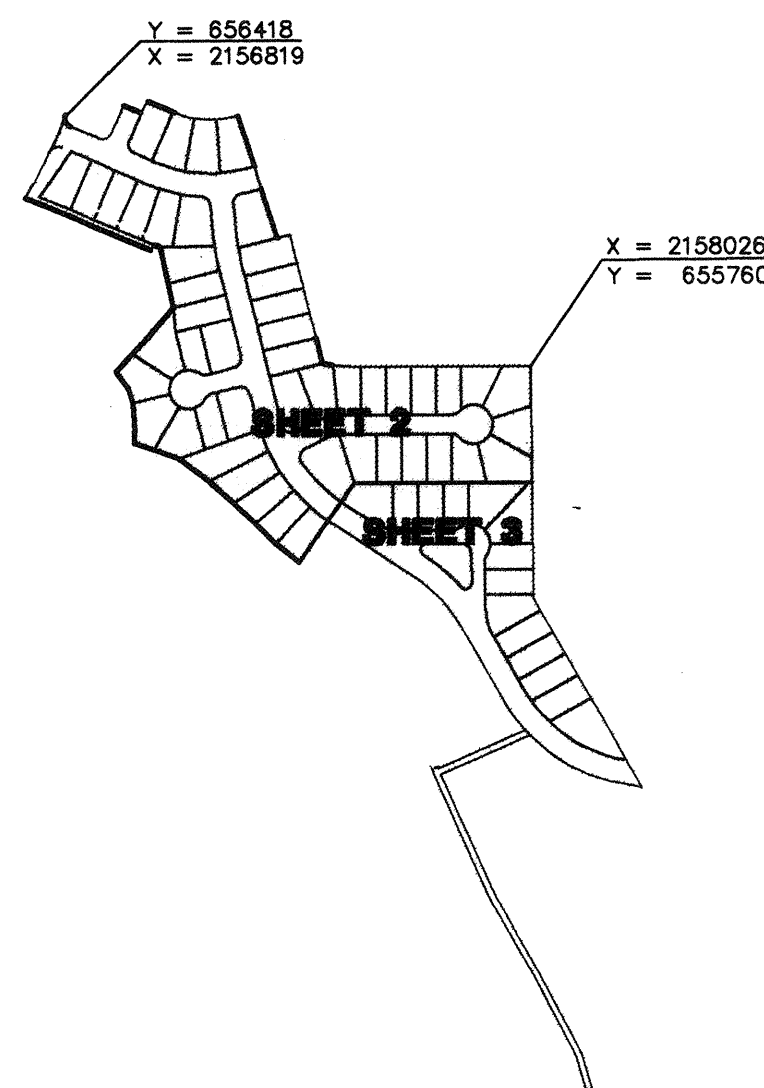 Y = 656418
X = 2156819
X = 2158026
Y = 655760
SHEET 2
SHEET 3